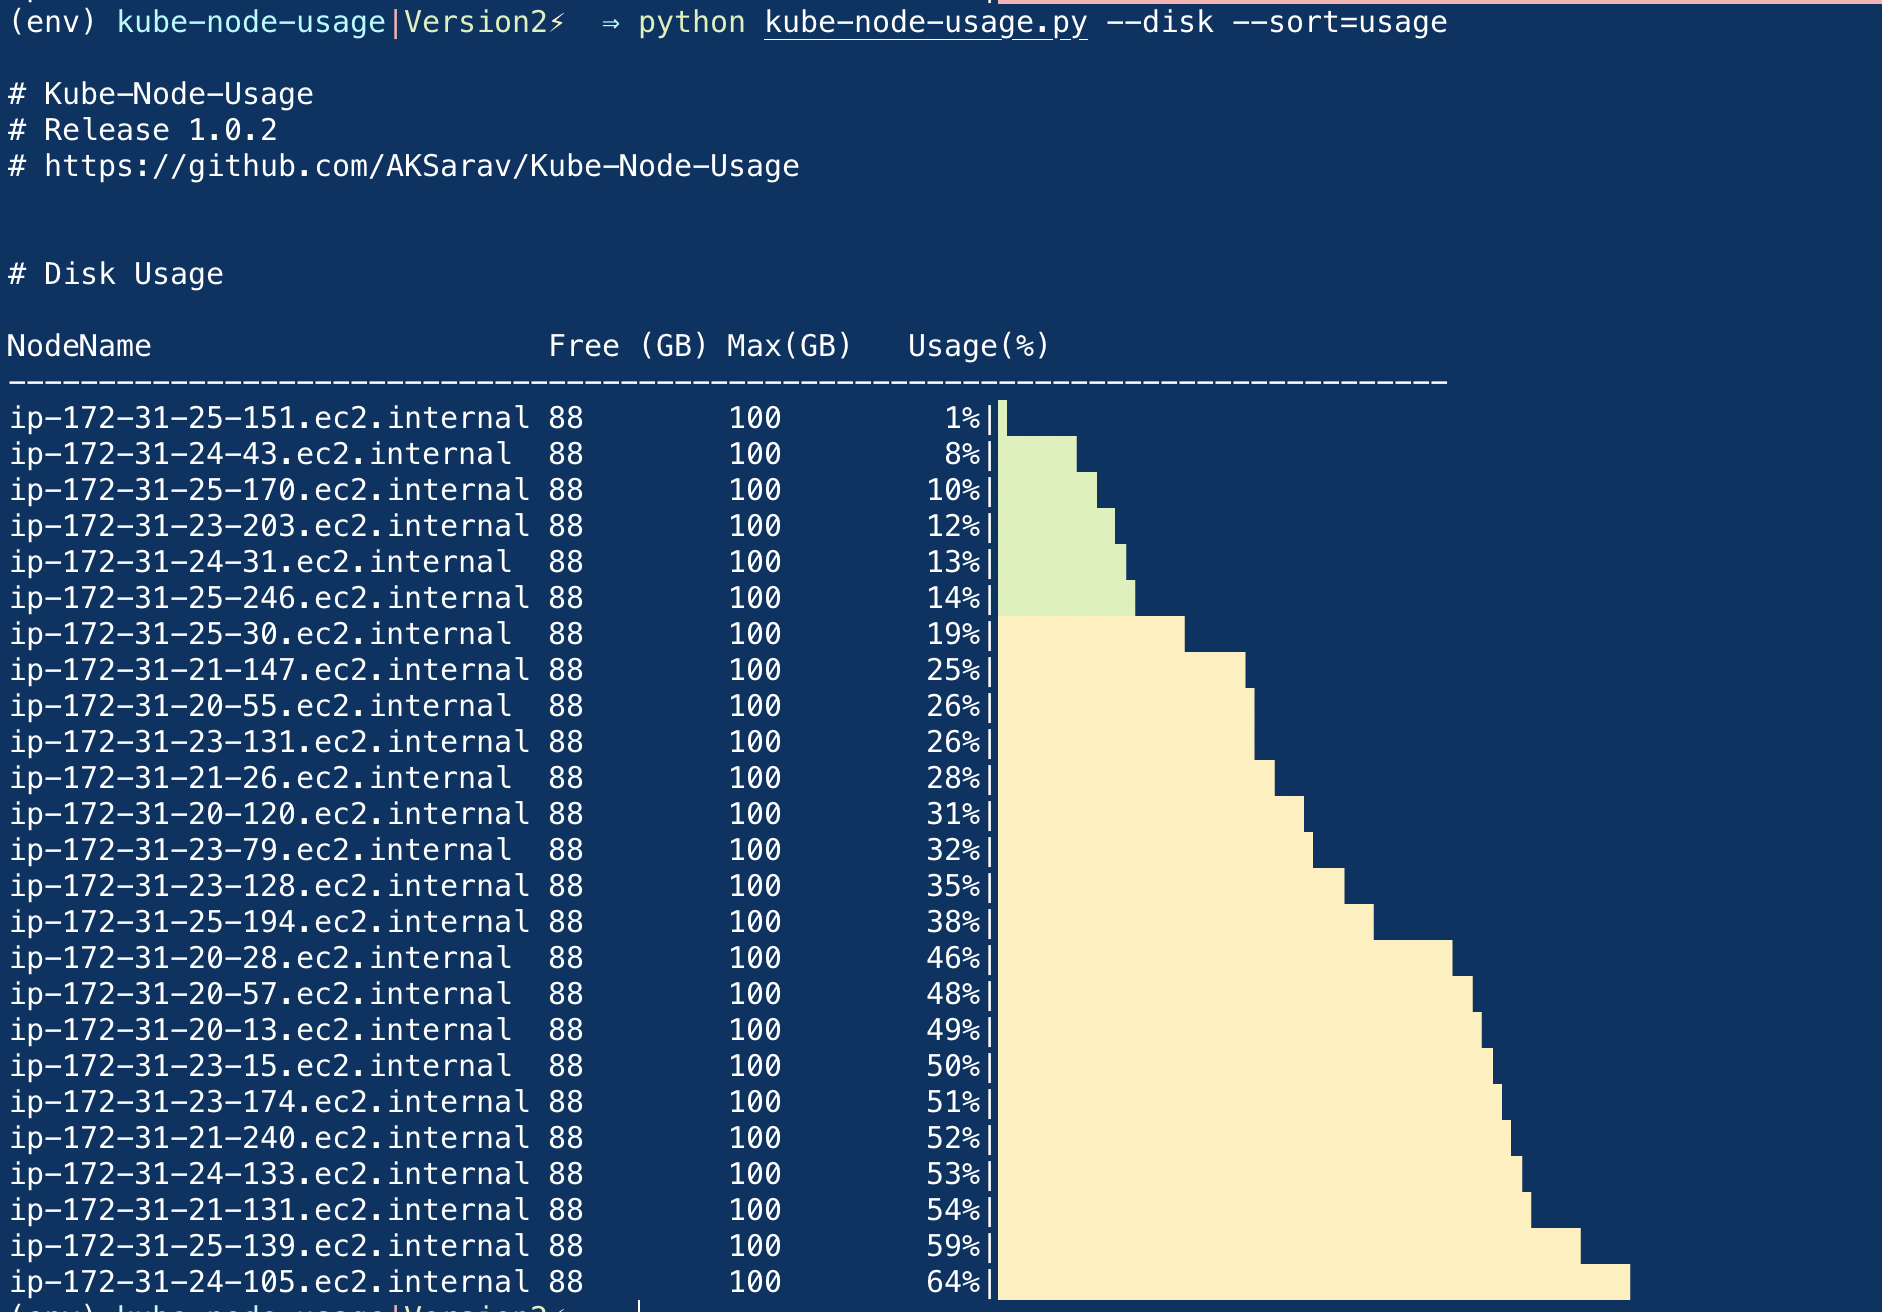 (env) kube-node-usage|Version2⚡ ⇒ python kube-node-usage.py --disk --sort=usage
# Kube-Node-Usage
# Release 1.0.2
# https://github.com/AKSarav/Kube-Node-Usage
# Disk Usage
NodeName Free (GB) Max(GB) Usage(%)
--------------------------------------------------------------------------------
ip-172-31-25-151.ec2.internal 88 100 1%|
ip-172-31-24-43.ec2.internal 88 100 8%|
ip-172-31-25-170.ec2.internal 88 100 10%|
ip-172-31-23-203.ec2.internal 88 100 12%|
ip-172-31-24-31.ec2.internal 88 100 13%|
ip-172-31-25-246.ec2.internal 88 100 14%|
ip-172-31-25-30.ec2.internal 88 100 19%|
ip-172-31-21-147.ec2.internal 88 100 25%|
ip-172-31-20-55.ec2.internal 88 100 26%|
ip-172-31-23-131.ec2.internal 88 100 26%|
ip-172-31-21-26.ec2.internal 88 100 28%|
ip-172-31-20-120.ec2.internal 88 100 31%|
ip-172-31-23-79.ec2.internal 88 100 32%|
ip-172-31-23-128.ec2.internal 88 100 35%|
ip-172-31-25-194.ec2.internal 88 100 38%|
ip-172-31-20-28.ec2.internal 88 100 46%|
ip-172-31-20-57.ec2.internal 88 100 48%|
ip-172-31-20-13.ec2.internal 88 100 49%|
ip-172-31-23-15.ec2.internal 88 100 50%|
ip-172-31-23-174.ec2.internal 88 100 51%|
ip-172-31-21-240.ec2.internal 88 100 52%|
ip-172-31-24-133.ec2.internal 88 100 53%|
ip-172-31-21-131.ec2.internal 88 100 54%|
ip-172-31-25-139.ec2.internal 88 100 59%|
ip-172-31-24-105.ec2.internal 88 100 64%|
(env) kube-node-usage|Version2⚡